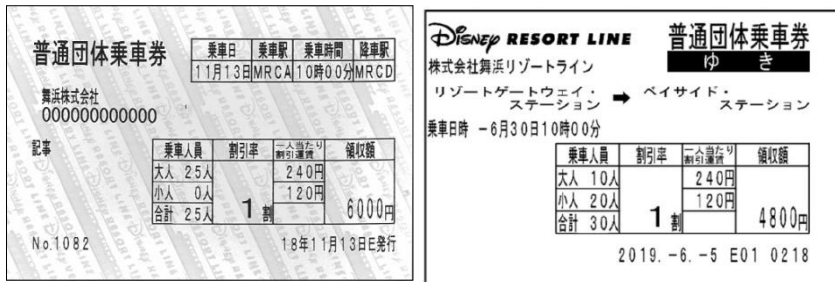 普通団体乗車券
乗車日 乗車駅 乗車時間 降車駅
11月13日 MRCA 10時00分 MRCD
舞浜株式会社
0000000000000
記事
乗車人員 割引率 一人当たり割引運賃 領収額
大人 25人 240円
小人 0人 120円
合計 25人 1割 6000円
No.1082 18年11月13日E発行
Disney RESORT LINE 普通団体乗車券
株式会社舞浜リゾートライン ゆき
リゾートゲートウェイ・ ➡ ベイサイド・
ステーション ステーション
乗車日時 -6月30日10時00分
乗車人員 割引率 一人当たり割引運賃 領収額
大人 10人 240円
小人 20人 120円
合計 30人 1割 4800円
2019.-6.-5 E01 0218